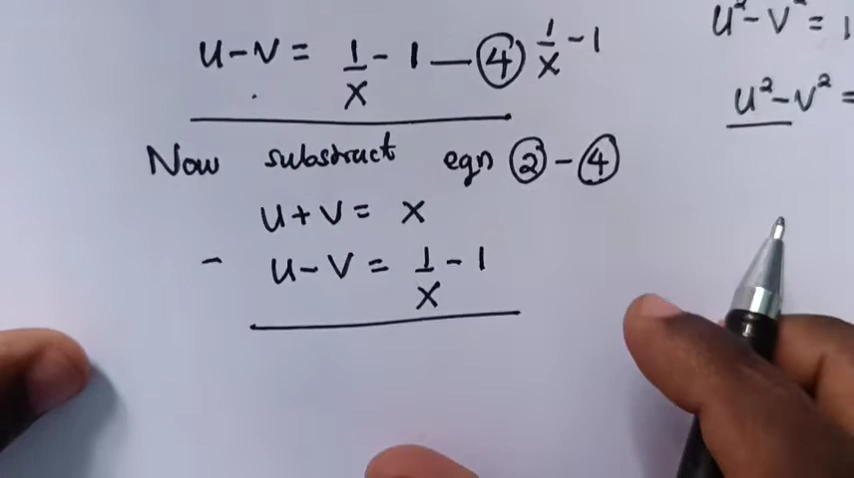 u-v = 1/x - 1 — ④ 1/x - 1
u²-v² = 1
u²-v² =
Now substract eqn ② - ④
u+v = x
- u-v = 1/x - 1